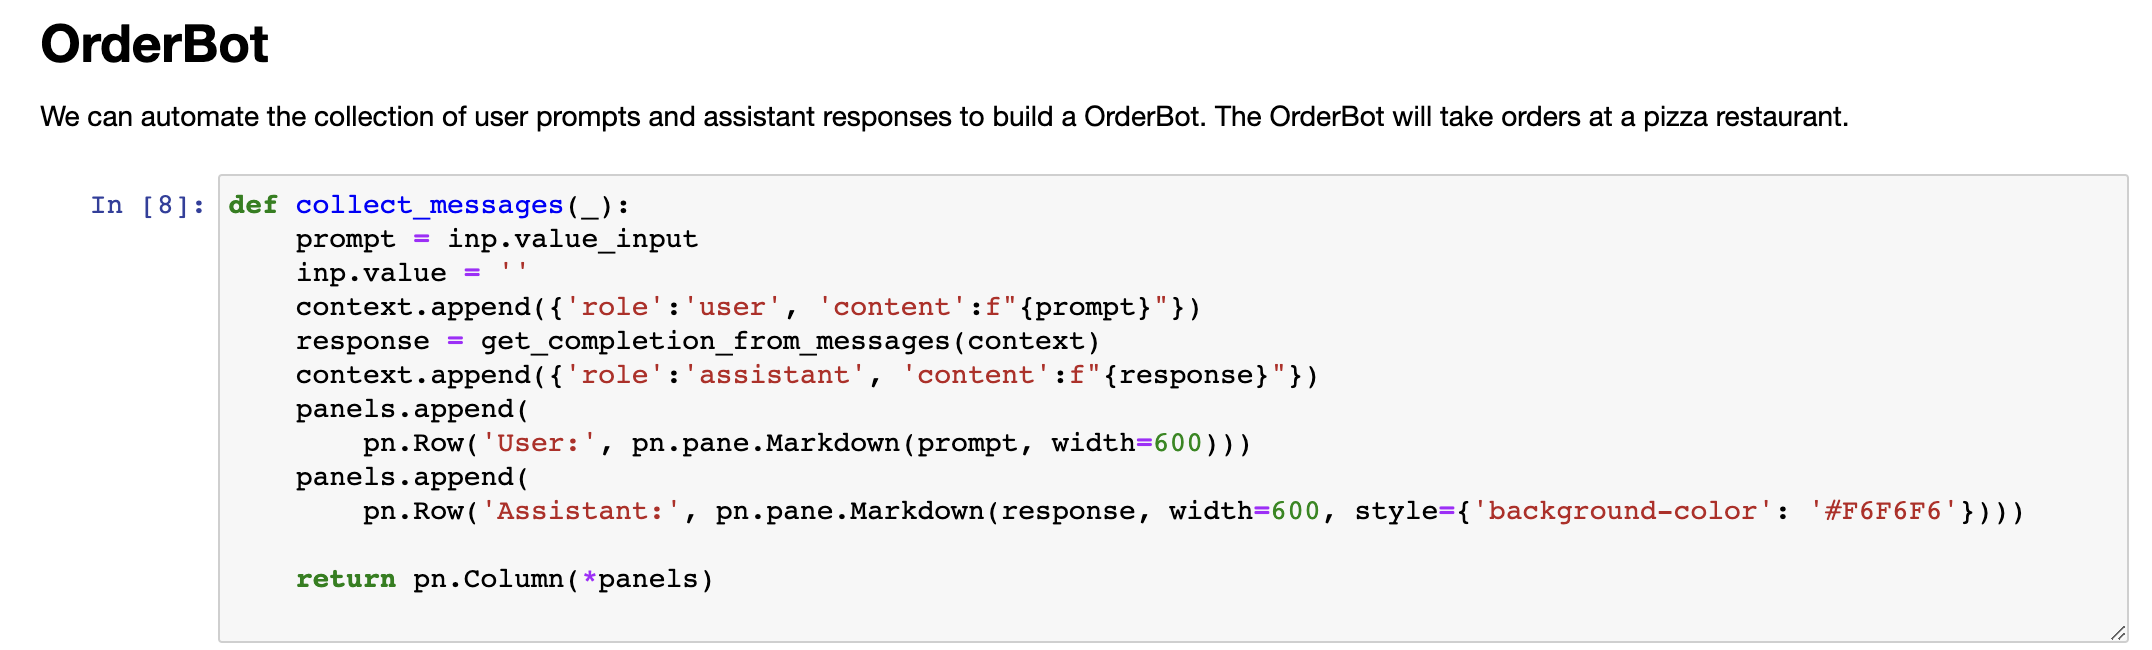 OrderBot
We can automate the collection of user prompts and assistant responses to build a OrderBot. The OrderBot will take orders at a pizza restaurant.
In [8]:
def collect_messages(_):
    prompt = inp.value_input
    inp.value = ''
    context.append({'role':'user', 'content':f"{prompt}"})
    response = get_completion_from_messages(context)
    context.append({'role':'assistant', 'content':f"{response}"})
    panels.append(
        pn.Row('User:', pn.pane.Markdown(prompt, width=600)))
    panels.append(
        pn.Row('Assistant:', pn.pane.Markdown(response, width=600, style={'background-color': '#F6F6F6'})))

    return pn.Column(*panels)